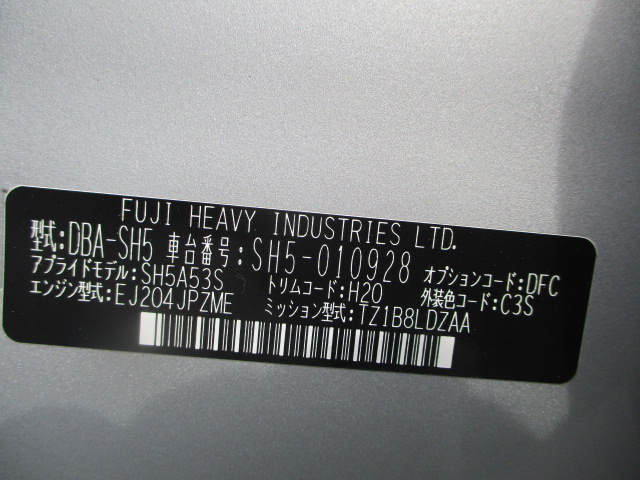 FUJI HEAVY INDUSTRIES LTD.
型式:DBA-SH5 車台番号:SH5-010928 オプションコード:DFC
アプライドモデル:SH5A53S トリムコード:H20 外装色コード:C3S
エンジン型式:EJ204JPZME ミッション型式:TZ1B8LDZAA